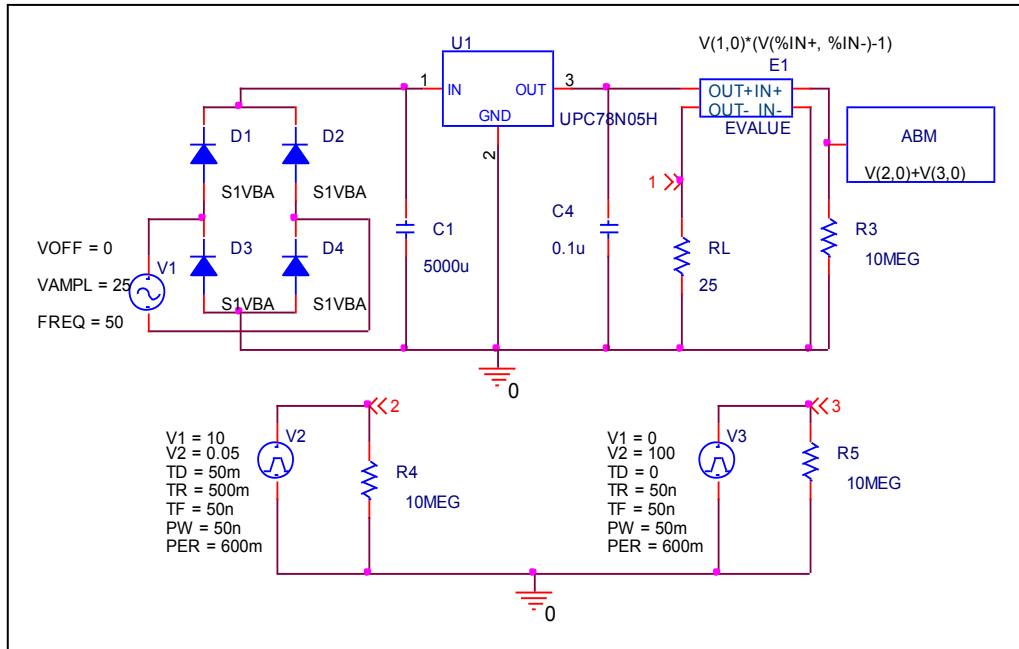 U1
V(1,0)*(V(%IN+, %IN-)-1)
E1
1
IN
OUT
3
GND
2
UPC78N05H
OUT+IN+
OUT- IN-
EVALUE
ABM
V(2,0)+V(3,0)
D1
D2
S1VBA
S1VBA
1
C1
5000u
C4
0.1u
RL
25
R3
10MEG
VOFF = 0
VAMPL = 25
FREQ = 50
V1
D3
D4
S1VBA
S1VBA
0
2
3
V1 = 10
V2 = 0.05
TD = 50m
TR = 500m
TF = 50n
PW = 50n
PER = 600m
V2
R4
10MEG
V1 = 0
V2 = 100
TD = 0
TR = 50n
TF = 50n
PW = 50m
PER = 600m
V3
R5
10MEG
0